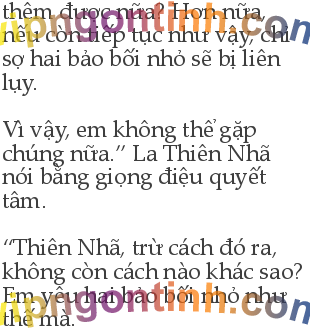 thêm được nữa? Hơn nữa,
nếu còn tiếp tục như vậy, chỉ
sợ hai bảo bối nhỏ sẽ bị liên
lụy.
Vì vậy, em không thể gặp
chúng nữa.” La Thiên Nhã
nói bằng giọng điệu quyết
tâm.
“Thiên Nhã, trừ cách đó ra,
không còn cách nào khác sao?
Em yêu hai bảo bối nhỏ như
thế mà.